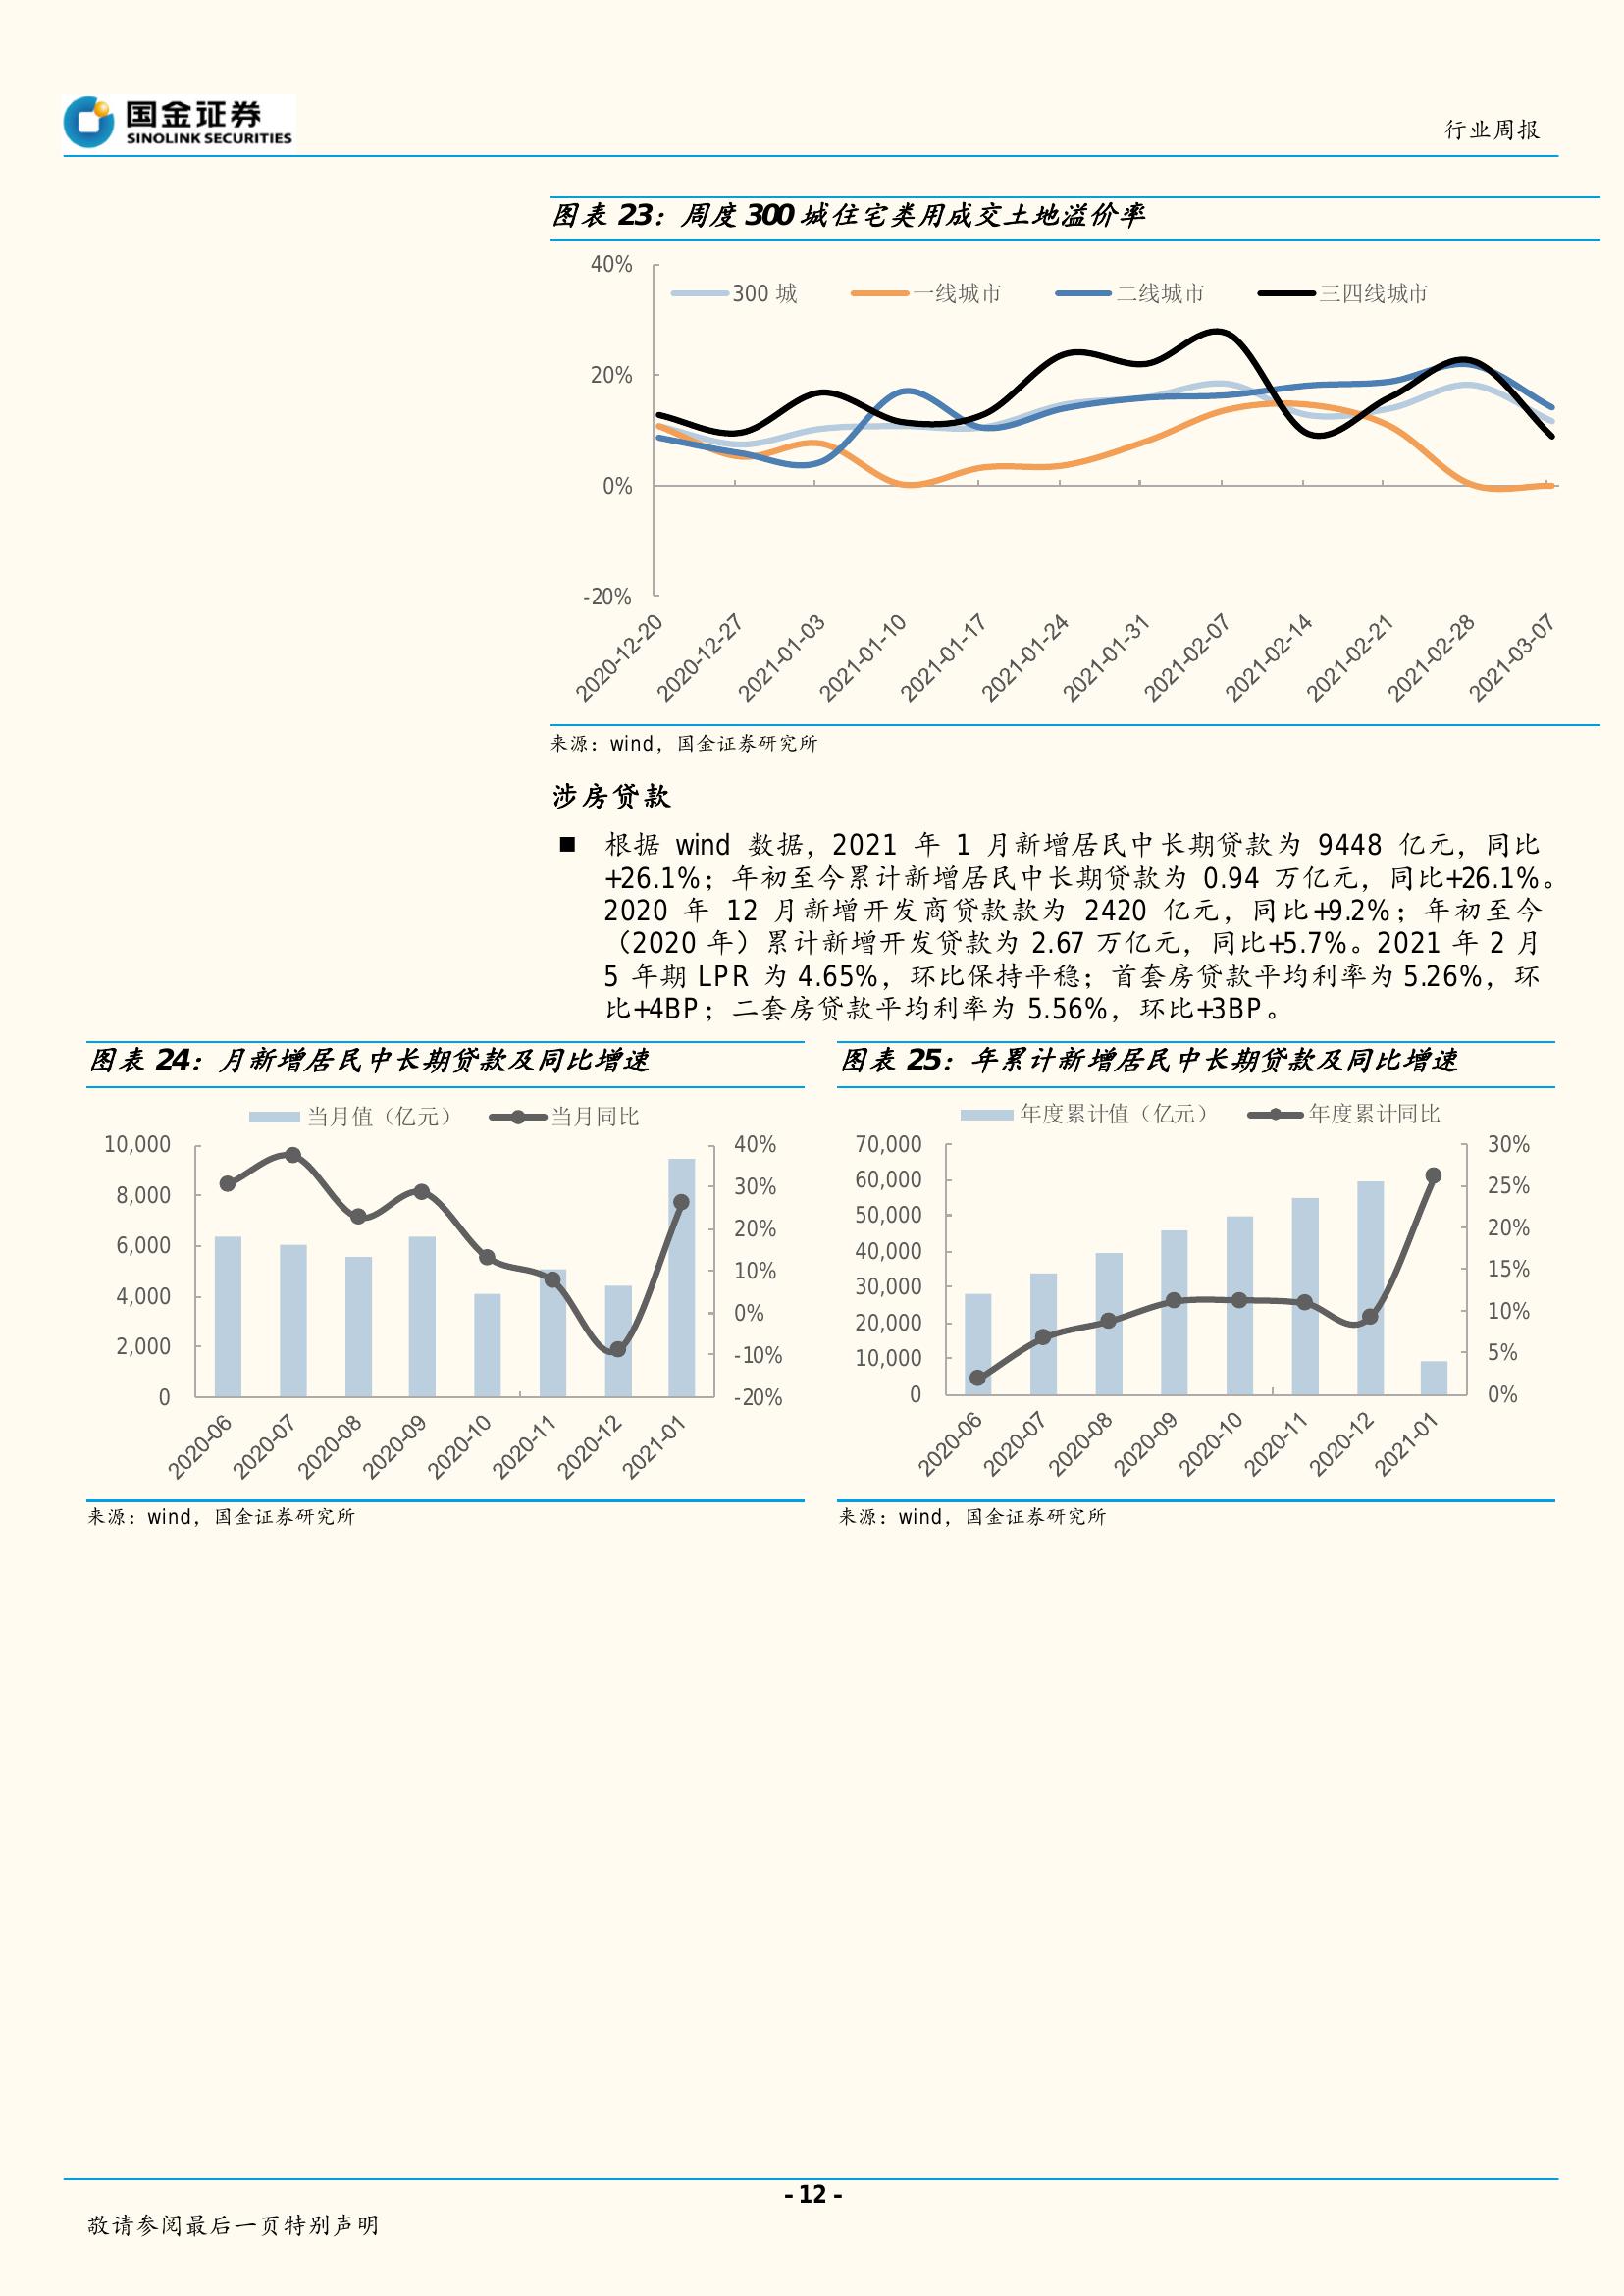 国金证券
SINOLINK SECURITIES
行业周报
图表 23：周度 300 城住宅类用成交土地溢价率
40%
20%
0%
-20%
300 城
一线城市
二线城市
三四线城市
2020-12-20
2020-12-27
2021-01-03
2021-01-10
2021-01-17
2021-01-24
2021-01-31
2021-02-07
2021-02-14
2021-02-21
2021-02-28
2021-03-07
来源：wind，国金证券研究所
涉房贷款
■ 根据 wind 数据，2021 年 1 月新增居民中长期贷款为 9448 亿元，同比
+26.1%；年初至今累计新增居民中长期贷款为 0.94 万亿元，同比+26.1%。
2020 年 12 月新增开发商贷款款为 2420 亿元，同比+9.2%；年初至今
（2020 年）累计新增开发贷款为 2.67 万亿元，同比+5.7%。2021 年 2 月
5 年期 LPR 为 4.65%，环比保持平稳；首套房贷款平均利率为 5.26%，环
比+4BP；二套房贷款平均利率为 5.56%，环比+3BP。
图表 24：月新增居民中长期贷款及同比增速
当月值（亿元）
当月同比
10,000
8,000
6,000
4,000
2,000
0
40%
30%
20%
10%
0%
-10%
-20%
2020-06
2020-07
2020-08
2020-09
2020-10
2020-11
2020-12
2021-01
来源：wind，国金证券研究所
图表 25：年累计新增居民中长期贷款及同比增速
年度累计值（亿元）
年度累计同比
70,000
60,000
50,000
40,000
30,000
20,000
10,000
0
30%
25%
20%
15%
10%
5%
0%
2020-06
2020-07
2020-08
2020-09
2020-10
2020-11
2020-12
2021-01
来源：wind，国金证券研究所
- 12 -
敬请参阅最后一页特别声明